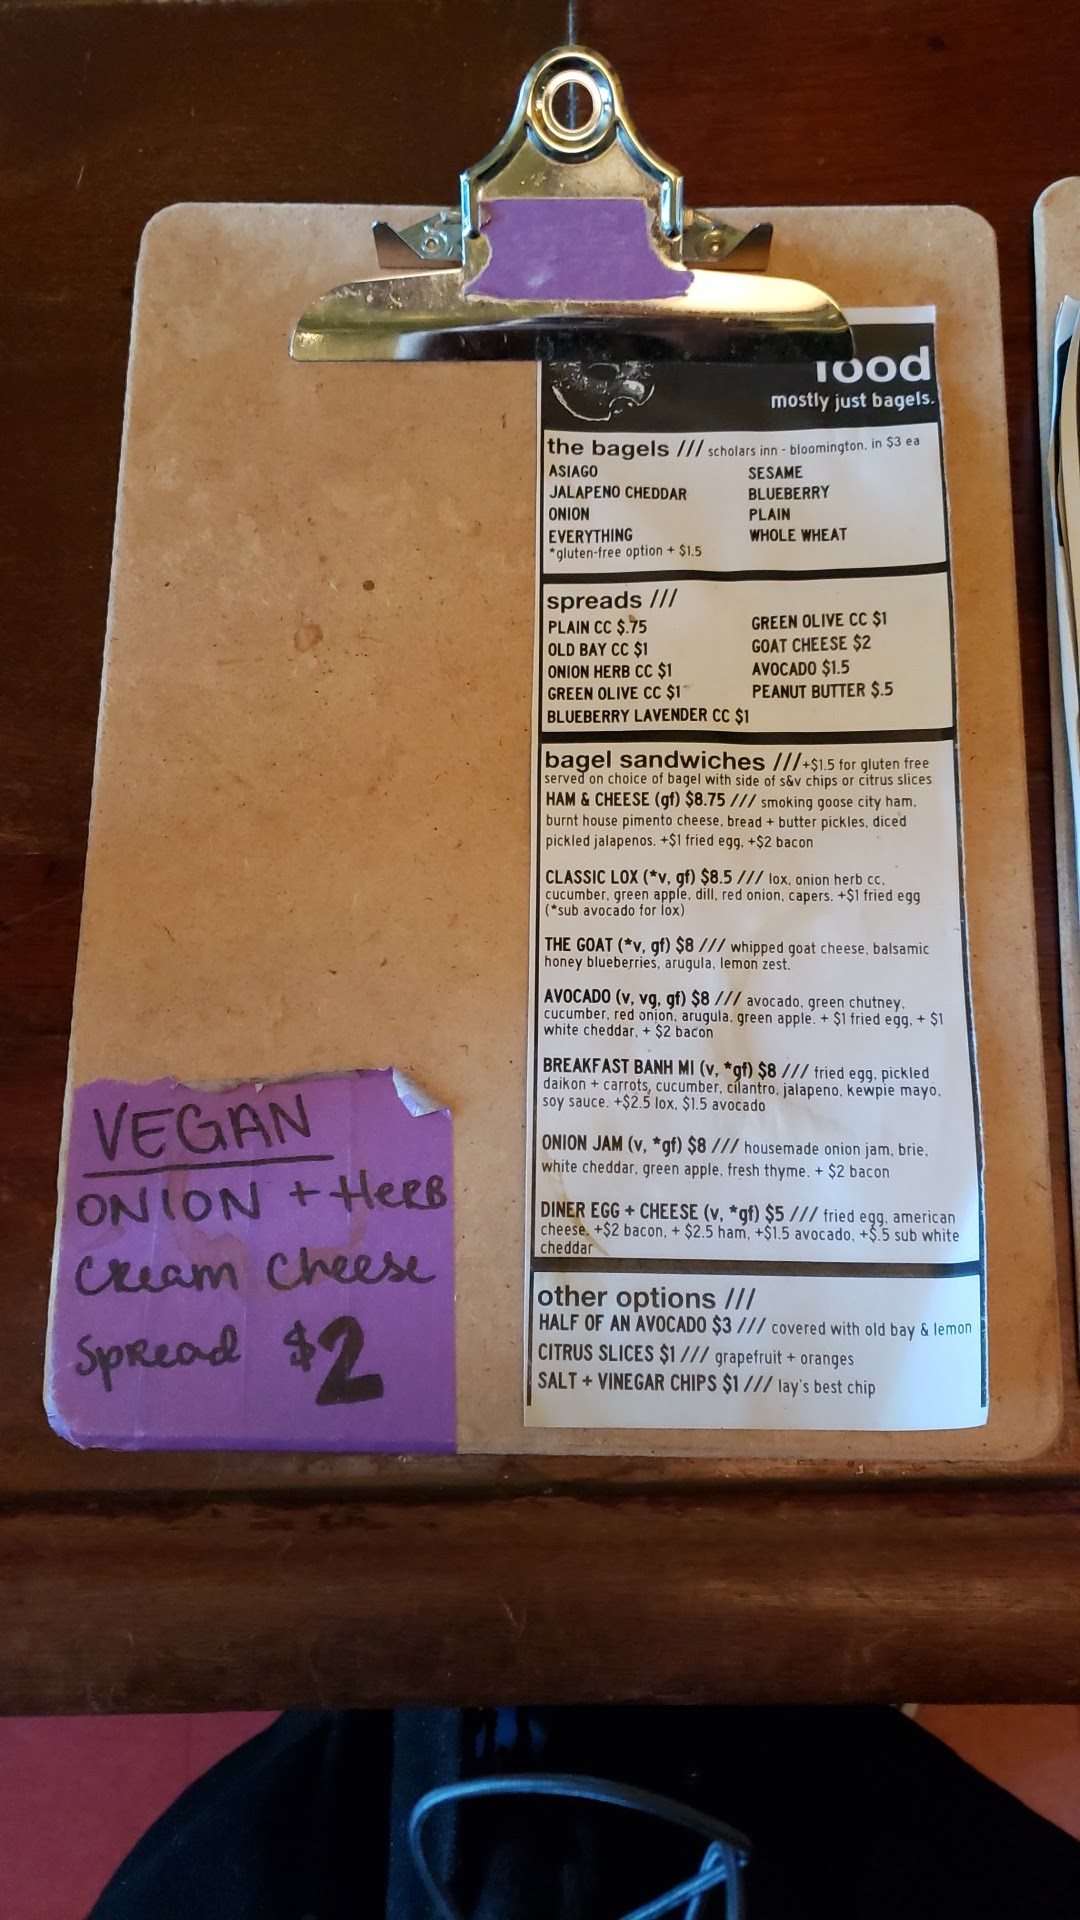 food
mostly just bagels.
the bagels /// scholars inn - bloomington, in $3 ea
ASIAGO
JALAPENO CHEDDAR
ONION
EVERYTHING
*gluten-free option + $1.5
SESAME
BLUEBERRY
PLAIN
WHOLE WHEAT
spreads ///
PLAIN CC $.75
OLD BAY CC $1
ONION HERB CC $1
GREEN OLIVE CC $1
BLUEBERRY LAVENDER CC $1
GREEN OLIVE CC $1
GOAT CHEESE $2
AVOCADO $1.5
PEANUT BUTTER $.5
bagel sandwiches ///+$1.5 for gluten free
served on choice of bagel with side of s&v chips or citrus slices
HAM & CHEESE (gf) $8.75 /// smoking goose city ham,
burnt house pimento cheese, bread + butter pickles, diced
pickled jalapenos. +$1 fried egg, +$2 bacon
CLASSIC LOX (*v, gf) $8.5 /// lox, onion herb cc,
cucumber, green apple, dill, red onion, capers. +$1 fried egg
(*sub avocado for lox)
THE GOAT (*v, gf) $8 /// whipped goat cheese, balsamic
honey blueberries, arugula, lemon zest.
AVOCADO (v, vg, gf) $8 /// avocado, green chutney,
cucumber, red onion, arugula, green apple. + $1 fried egg, + $1
white cheddar, + $2 bacon
BREAKFAST BANH MI (v, *gf) $8 /// fried egg, pickled
daikon + carrots, cucumber, cilantro, jalapeno, kewpie mayo,
soy sauce. +$2.5 lox, $1.5 avocado
ONION JAM (v, *gf) $8 /// housemade onion jam, brie,
white cheddar, green apple, fresh thyme. + $2 bacon
DINER EGG + CHEESE (v, *gf) $5 /// fried egg, american
cheese. +$2 bacon, + $2.5 ham, +$1.5 avocado, +$.5 sub white
cheddar
other options ///
HALF OF AN AVOCADO $3 /// covered with old bay & lemon
CITRUS SLICES $1 /// grapefruit + oranges
SALT + VINEGAR CHIPS $1 /// lay's best chip
VEGAN
ONION + HERB
Cream Cheese
Spread $2